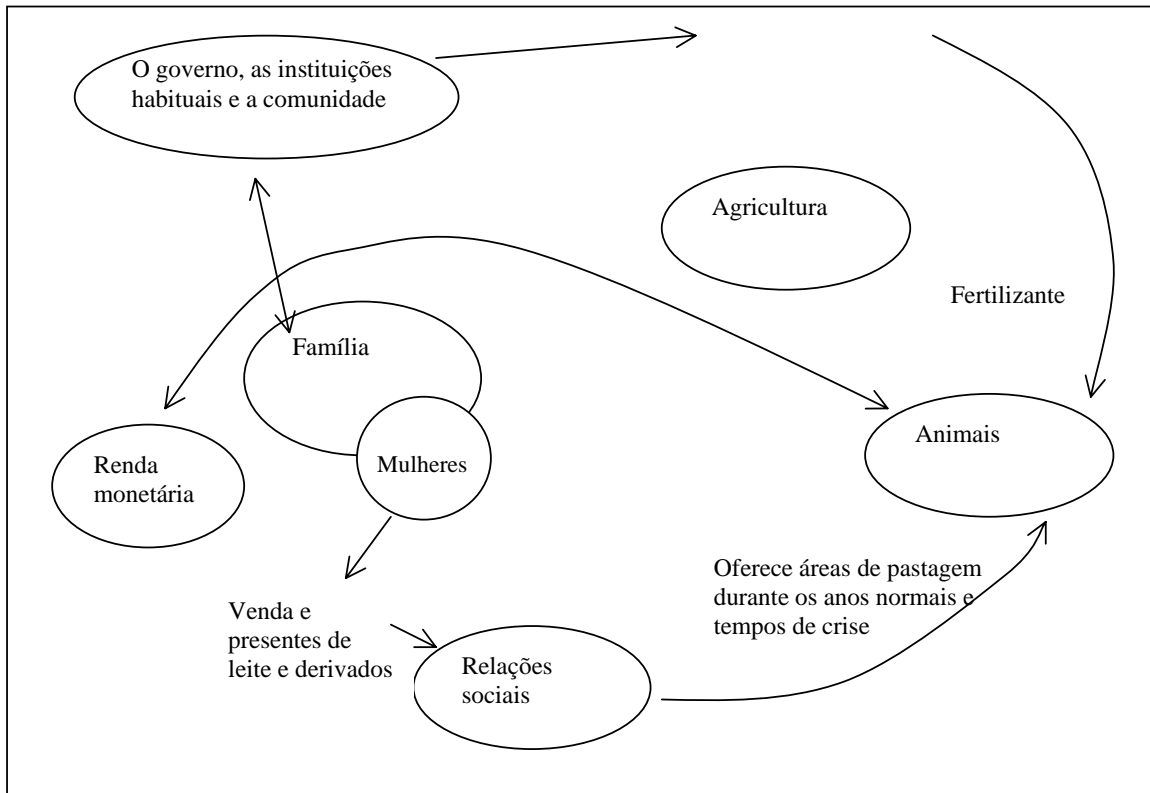 O governo, as instituições
habituais e a comunidade
Agricultura
Fertilizante
Família
Animais
Mulheres
Renda
monetária
Oferece áreas de pastagem
durante os anos normais e
tempos de crise
Venda e
presentes de
leite e derivados
Relações
sociais